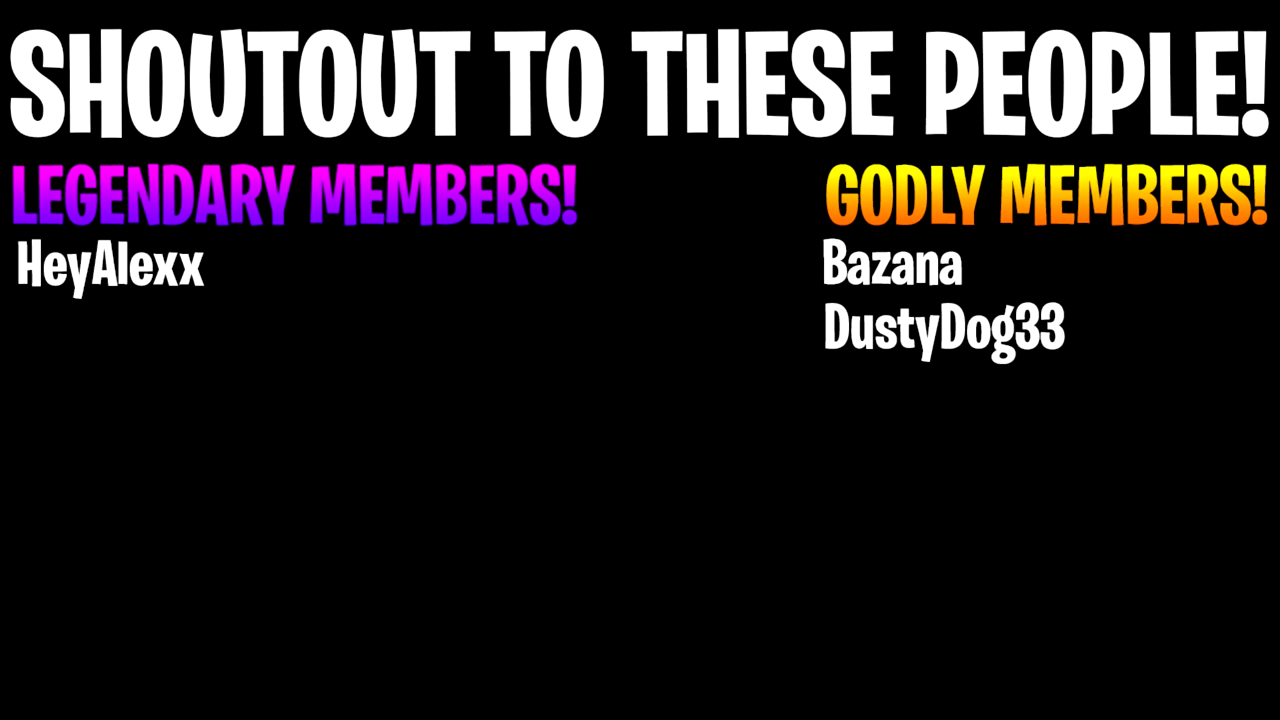 SHOUTOUT TO THESE PEOPLE!
LEGENDARY MEMBERS!
HeyAlexx
GODLY MEMBERS!
Bazana
DustyDog33